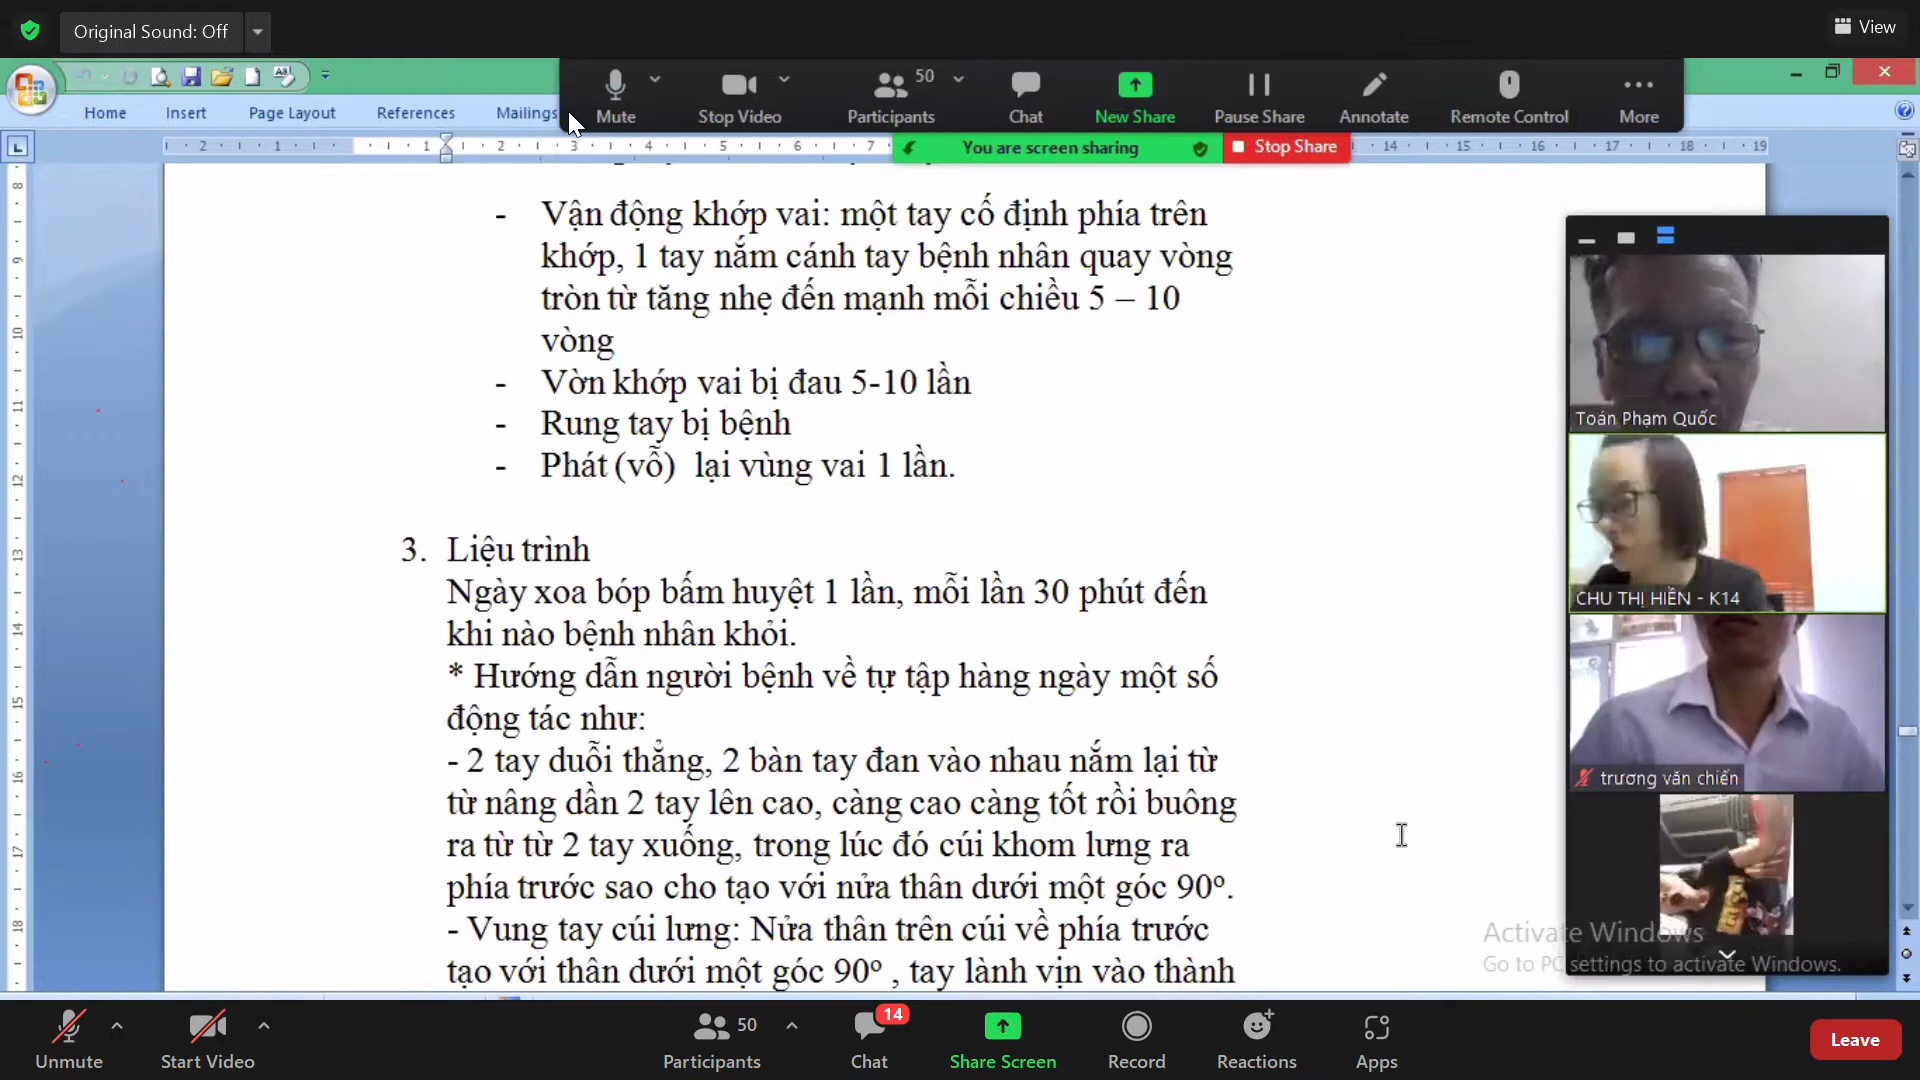 Original Sound: Off
View
Home Insert Page Layout References Mailings
Mute Stop Video Participants 50 Chat New Share Pause Share Annotate Remote Control More
You are screen sharing Stop Share
- Vận động khớp vai: một tay cố định phía trên
khớp, 1 tay nắm cánh tay bệnh nhân quay vòng
tròn từ tăng nhẹ đến mạnh mỗi chiều 5 – 10
vòng
- Vờn khớp vai bị đau 5-10 lần
- Rung tay bị bệnh
- Phát (vỗ) lại vùng vai 1 lần.
3. Liệu trình
Ngày xoa bóp bấm huyệt 1 lần, mỗi lần 30 phút đến
khi nào bệnh nhân khỏi.
* Hướng dẫn người bệnh về tự tập hàng ngày một số
động tác như:
- 2 tay duỗi thẳng, 2 bàn tay đan vào nhau nắm lại từ
từ nâng dần 2 tay lên cao, càng cao càng tốt rồi buông
ra từ từ 2 tay xuống, trong lúc đó cúi khom lưng ra
phía trước sao cho tạo với nửa thân dưới một góc 90º.
- Vung tay cúi lưng: Nửa thân trên cúi về phía trước
tạo với thân dưới một góc 90º , tay lành vịn vào thành
Toán Phạm Quốc
CHU THỊ HIỀN - K14
trương văn chiến
Activate Windows
Go to PC settings to activate Windows.
Unmute Start Video Participants 50 Chat 14 Share Screen Record Reactions Apps Leave